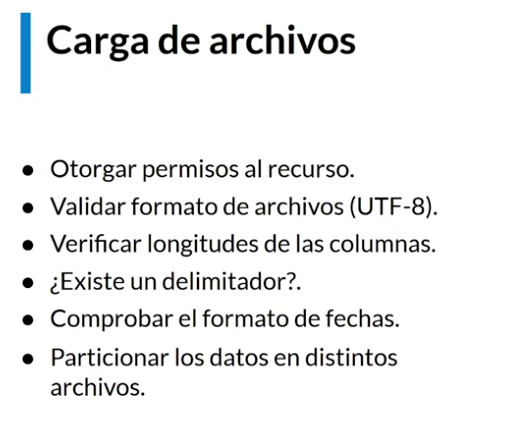 Carga de archivos
● Otorgar permisos al recurso.
● Validar formato de archivos (UTF-8).
● Verificar longitudes de las columnas.
● ¿Existe un delimitador?.
● Comprobar el formato de fechas.
● Particionar los datos en distintos
archivos.